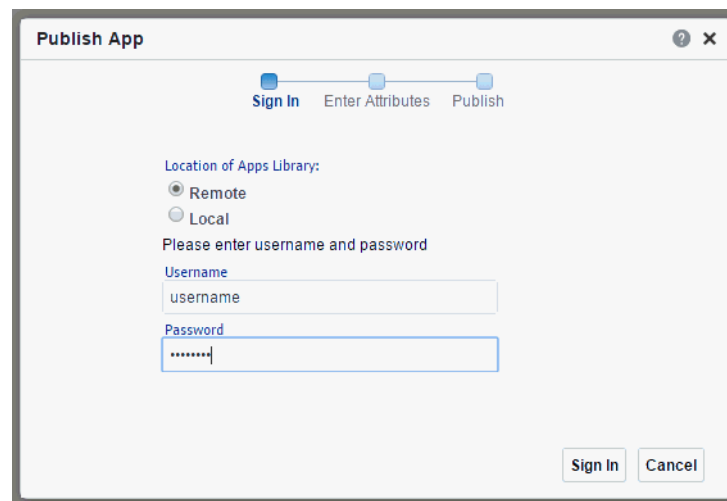 Publish App
Sign In Enter Attributes Publish
Location of Apps Library:
Remote
Local
Please enter username and password
Username
username
Password
••••••••
Sign In Cancel